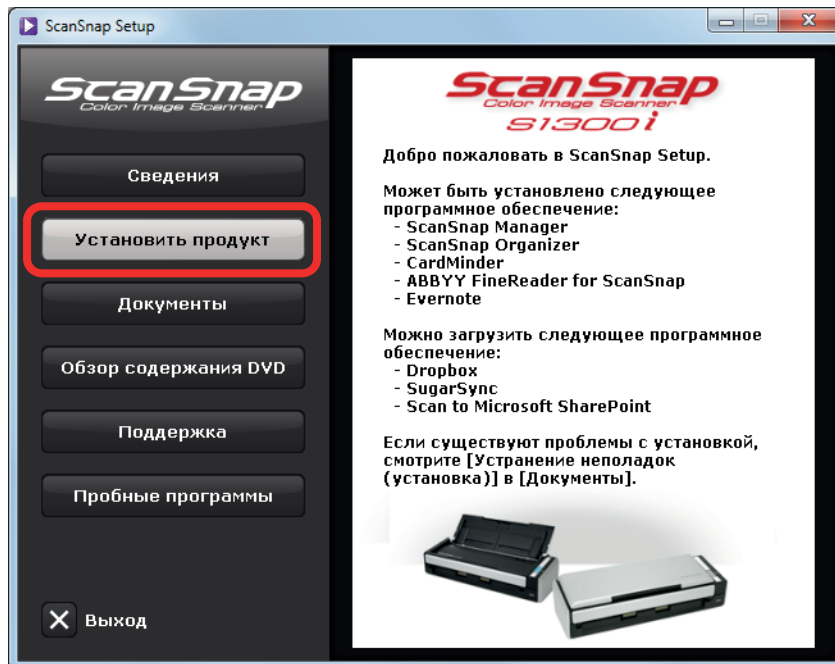 ScanSnap Setup
ScanSnap
Color Image Scanner
Сведения
Установить продукт
Документы
Обзор содержания DVD
Поддержка
Пробные программы
Выход
ScanSnap
Color Image Scanner
S1300i
Добро пожаловать в ScanSnap Setup.
Может быть установлено следующее
программное обеспечение:
- ScanSnap Manager
- ScanSnap Organizer
- CardMinder
- ABBYY FineReader for ScanSnap
- Evernote
Можно загрузить следующее программное
обеспечение:
- Dropbox
- SugarSync
- Scan to Microsoft SharePoint
Если существуют проблемы с установкой,
смотрите [Устранение неполадок
(установка)] в [Документы].